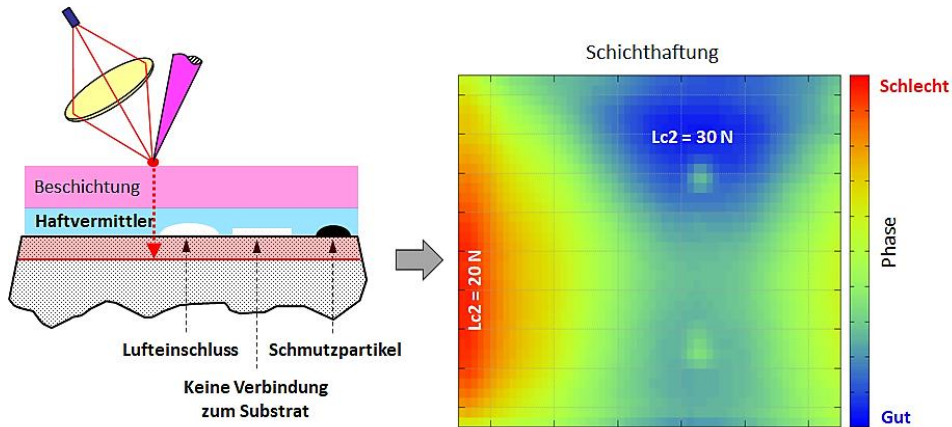 Beschichtung
Haftvermittler
Lufteinschluss
Schmutzpartikel
Keine Verbindung
zum Substrat
Schichthaftung
Lc2 = 30 N
Lc2 = 20 N
Schlecht
Phase
Gut